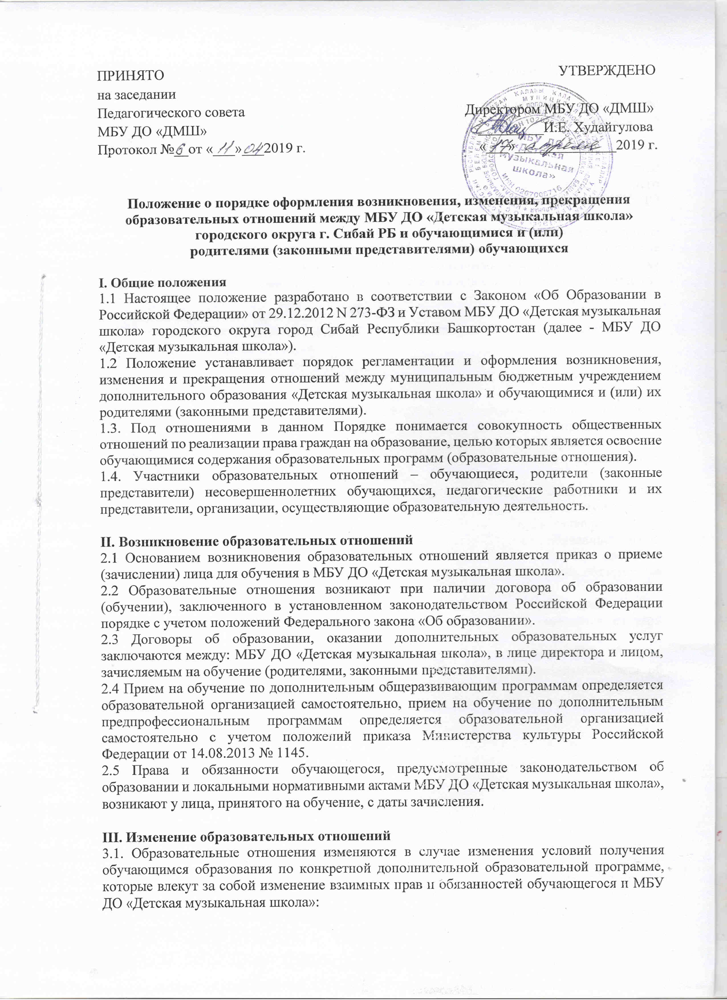 ПРИНЯТО
на заседании
Педагогического совета
МБУ ДО «ДМШ»
Протокол № 6 от « 11 » 04 2019 г.
УТВЕРЖДЕНО
Директором МБУ ДО «ДМШ»
И.Е. Худайгулова
« 17 » апреля 2019 г.
МБУ ДО
«Детская
музыкальная
школа»
Положение о порядке оформления возникновения, изменения, прекращения
образовательных отношений между МБУ ДО «Детская музыкальная школа»
городского округа г. Сибай РБ и обучающимися и (или)
родителями (законными представителями) обучающихся
I. Общие положения
1.1 Настоящее положение разработано в соответствии с Законом «Об Образовании в
Российской Федерации» от 29.12.2012 N 273-ФЗ и Уставом МБУ ДО «Детская музыкальная
школа» городского округа город Сибай Республики Башкортостан (далее - МБУ ДО
«Детская музыкальная школа»).
1.2 Положение устанавливает порядок регламентации и оформления возникновения,
изменения и прекращения отношений между муниципальным бюджетным учреждением
дополнительного образования «Детская музыкальная школа» и обучающимися и (или) их
родителями (законными представителями).
1.3. Под отношениями в данном Порядке понимается совокупность общественных
отношений по реализации права граждан на образование, целью которых является освоение
обучающимися содержания образовательных программ (образовательные отношения).
1.4. Участники образовательных отношений – обучающиеся, родители (законные
представители) несовершеннолетних обучающихся, педагогические работники и их
представители, организации, осуществляющие образовательную деятельность.
II. Возникновение образовательных отношений
2.1 Основанием возникновения образовательных отношений является приказ о приеме
(зачислении) лица для обучения в МБУ ДО «Детская музыкальная школа».
2.2 Образовательные отношения возникают при наличии договора об образовании
(обучении), заключенного в установленном законодательством Российской Федерации
порядке с учетом положений Федерального закона «Об образовании».
2.3 Договоры об образовании, оказании дополнительных образовательных услуг
заключаются между: МБУ ДО «Детская музыкальная школа», в лице директора и лицом,
зачисляемым на обучение (родителями, законными представителями).
2.4 Прием на обучение по дополнительным общеразвивающим программам определяется
образовательной организацией самостоятельно, прием на обучение по дополнительным
предпрофессиональным программам определяется образовательной организацией
самостоятельно с учетом положений приказа Министерства культуры Российской
Федерации от 14.08.2013 № 1145.
2.5 Права и обязанности обучающегося, предусмотренные законодательством об
образовании и локальными нормативными актами МБУ ДО «Детская музыкальная школа»,
возникают у лица, принятого на обучение, с даты зачисления.
III. Изменение образовательных отношений
3.1. Образовательные отношения изменяются в случае изменения условий получения
обучающимся образования по конкретной дополнительной образовательной программе,
которые влекут за собой изменение взаимных прав и обязанностей обучающегося и МБУ
ДО «Детская музыкальная школа»: